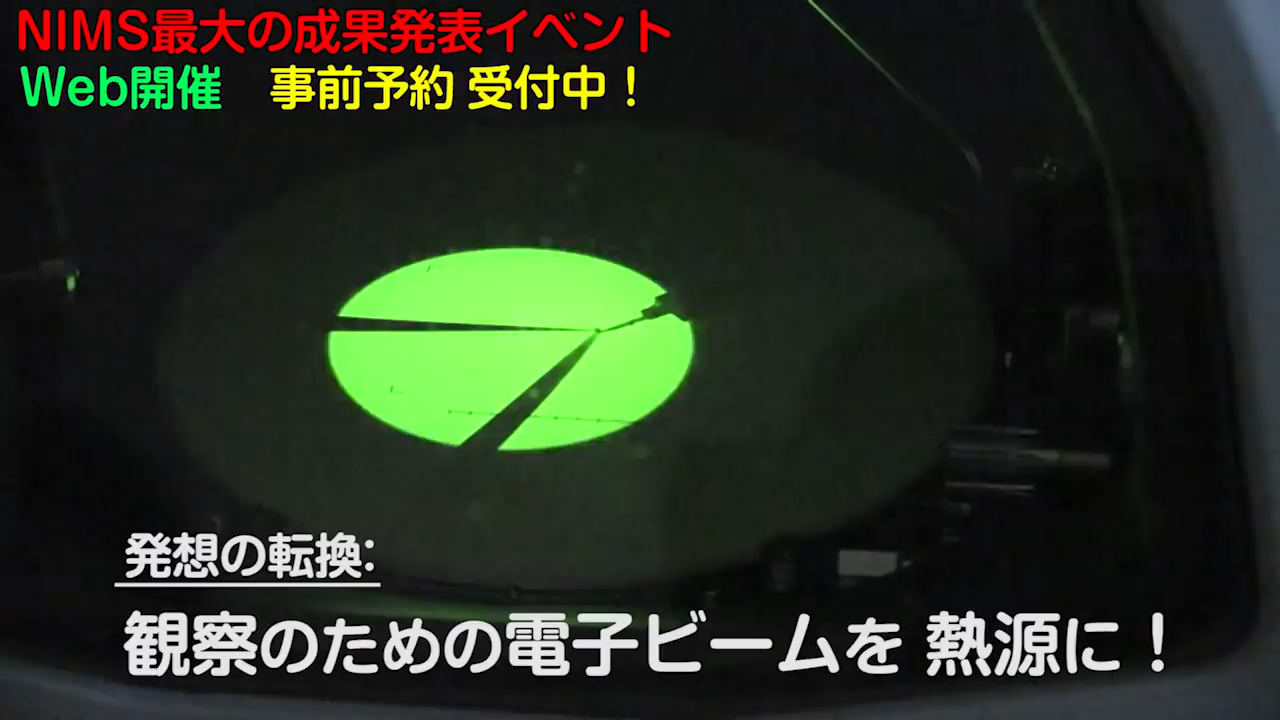 NIMS最大の成果発表イベント
Web開催　事前予約 受付中！
発想の転換:
観察のための電子ビームを 熱源に！